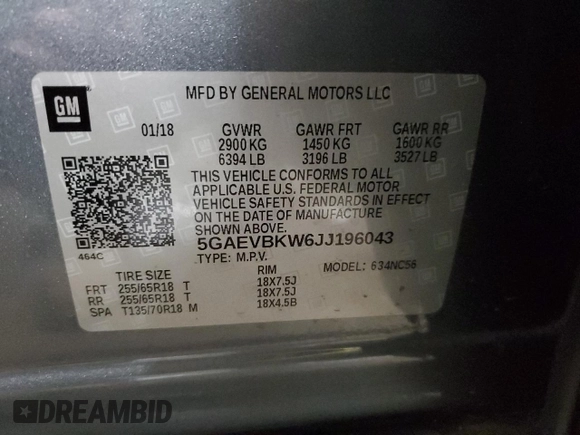 GM
MFD BY GENERAL MOTORS LLC
01/18 GVWR GAWR FRT GAWR RR
2900 KG 1450 KG 1600 KG
6394 LB 3196 LB 3527 LB
THIS VEHICLE CONFORMS TO ALL
APPLICABLE U.S. FEDERAL MOTOR
VEHICLE SAFETY STANDARDS IN EFFECT
ON THE DATE OF MANUFACTURE
SHOWN ABOVE.
464C
5GAEVBKW6JJ196043
TYPE: M.P.V. MODEL: 634NC56
TIRE SIZE RIM
FRT 255/65R18 T 18X7.5J
RR 255/65R18 T 18X7.5J
SPA T135/70R18 M 18X4.5B
DREAMBID